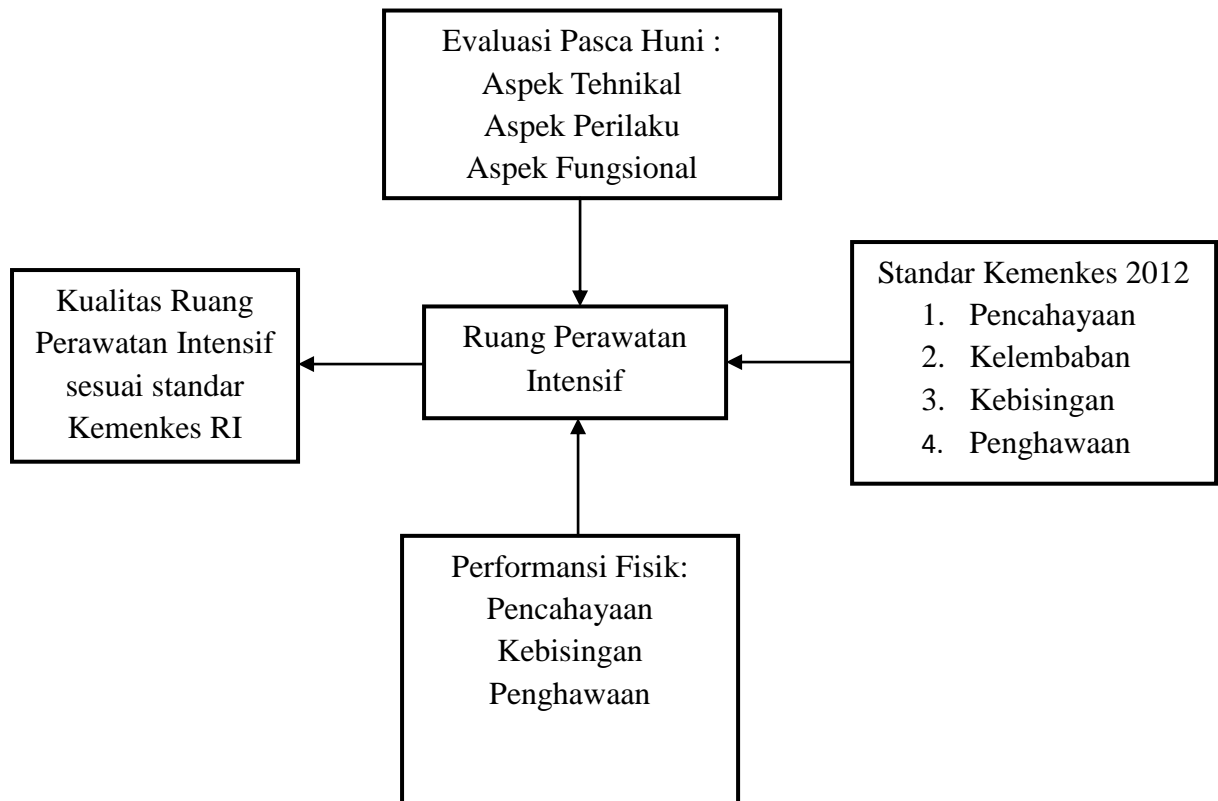 Evaluasi Pasca Huni :
Aspek Tehnikal
Aspek Perilaku
Aspek Fungsional
Kualitas Ruang
Perawatan Intensif
sesuai standar
Kemenkes RI
Ruang Perawatan
Intensif
Standar Kemenkes 2012
1. Pencahayaan
2. Kelembaban
3. Kebisingan
4. Penghawaan
Performansi Fisik:
Pencahayaan
Kebisingan
Penghawaan